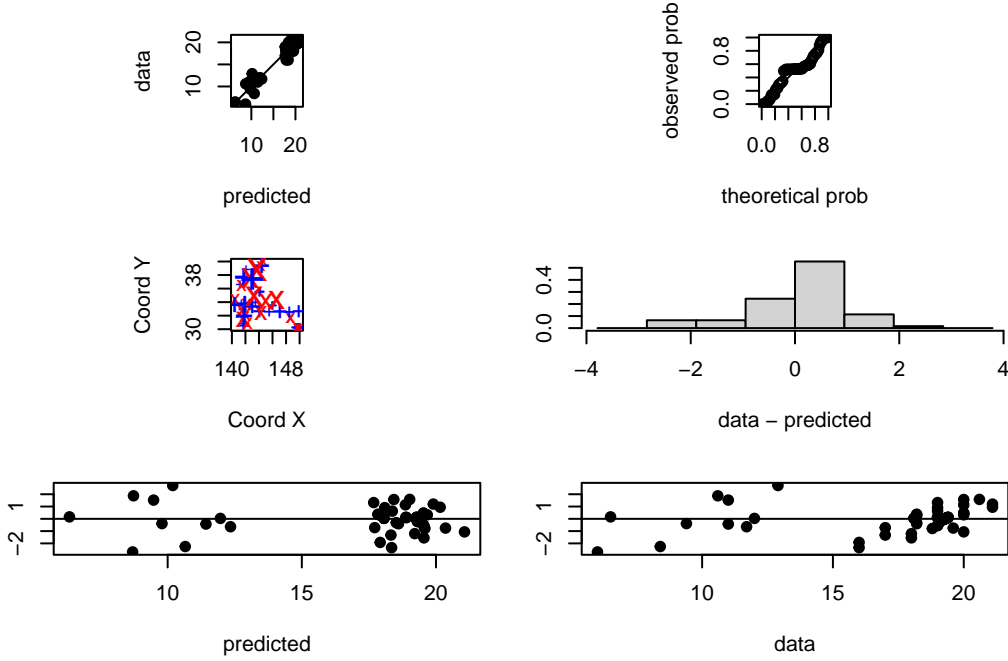 data
20
10
10 20
predicted
observed prob
0.8
0.0
0.0 0.8
theoretical prob
Coord Y
38
30
140 148
Coord X
0.4
0.0
−4 −2 0 2 4
data − predicted
1
−2
10 15 20
predicted
1
−2
10 15 20
data